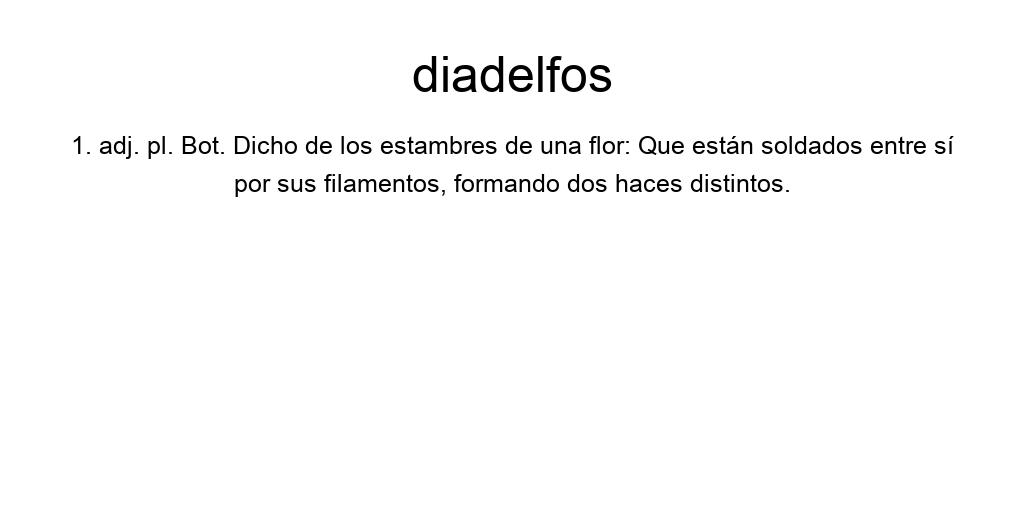 diadelfos
1. adj. pl. Bot. Dicho de los estambres de una flor: Que están soldados entre sí
por sus filamentos, formando dos haces distintos.